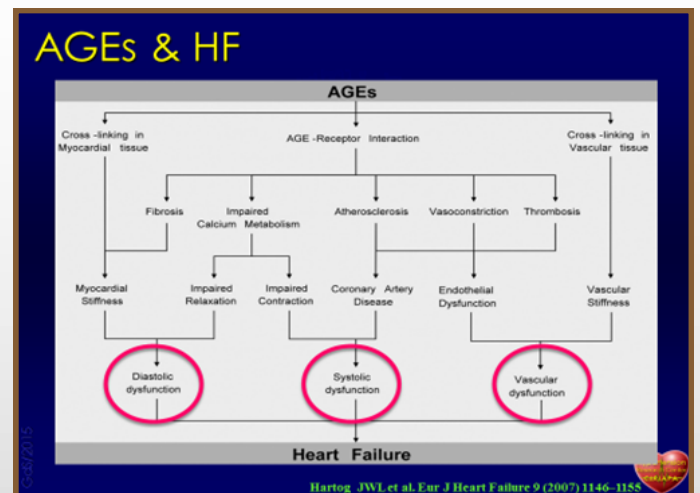 AGEs & HF
AGEs
Cross -linking in
Myocardial tissue
AGE -Receptor Interaction
Cross -linking in
Vascular tissue
Fibrosis
Impaired
Calcium Metabolism
Atherosclerosis
Vasoconstriction
Thrombosis
Myocardial
Stiffness
Impaired
Relaxation
Impaired
Contraction
Coronary Artery
Disease
Endothelial
Dysfunction
Vascular
Stiffness
Diastolic
dysfunction
Systolic
dysfunction
Vascular
dysfunction
Heart Failure
Hartog JWL et al. Eur J Heart Failure 9 (2007) 1146–1155